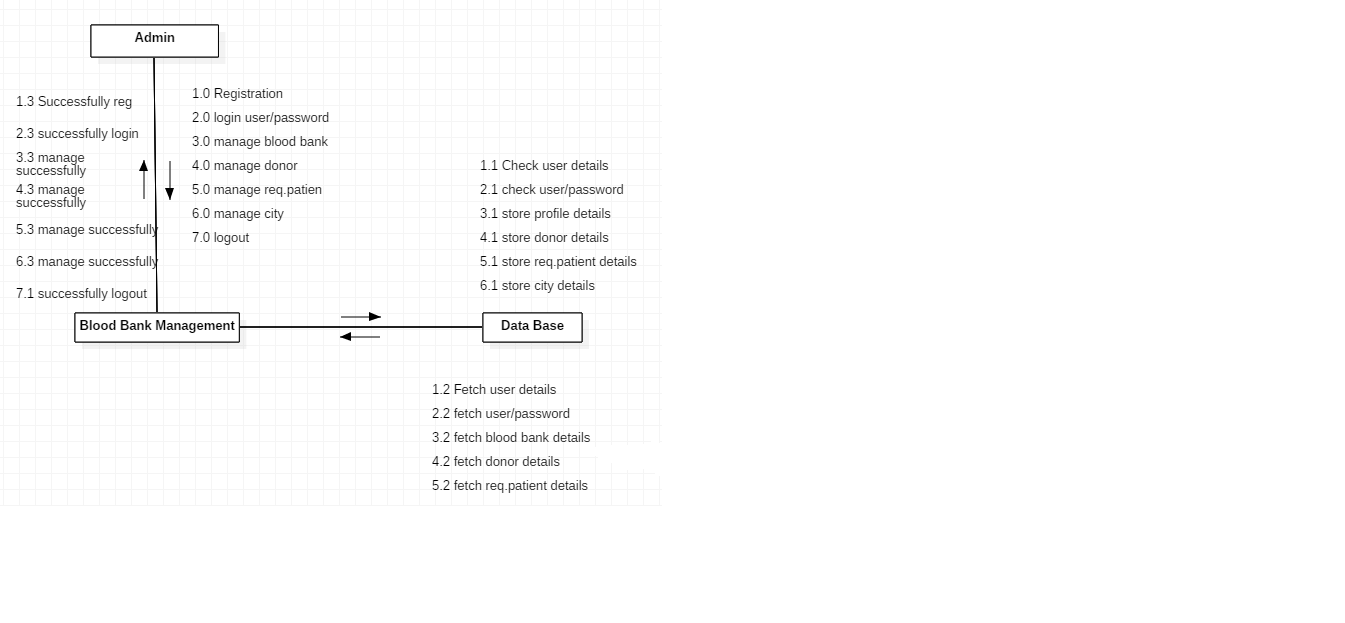 Admin
1.3 Successfully reg
2.3 successfully login
3.3 manage
successfully
4.3 manage
successfully
5.3 manage successfully
6.3 manage successfully
7.1 successfully logout
1.0 Registration
2.0 login user/password
3.0 manage blood bank
4.0 manage donor
5.0 manage req.patien
6.0 manage city
7.0 logout
1.1 Check user details
2.1 check user/password
3.1 store profile details
4.1 store donor details
5.1 store req.patient details
6.1 store city details
Blood Bank Management
Data Base
1.2 Fetch user details
2.2 fetch user/password
3.2 fetch blood bank details
4.2 fetch donor details
5.2 fetch req.patient details